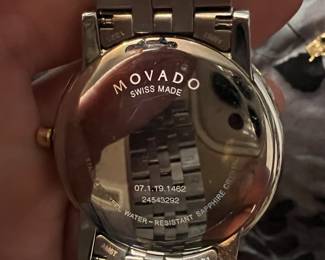 MOVADO
SWISS MADE
07.1.19.1462
24543292
WATER-RESISTANT SAPPHIRE